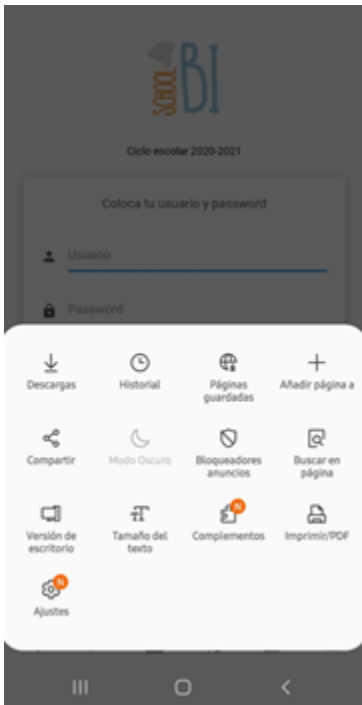 SCHOOL BI
Ciclo escolar 2020-2021
Coloca tu usuario y password
Usuario
Password
Descargas
Historial
Páginas
guardadas
Añadir página a
Compartir
Modo Oscuro
Bloqueadores
anuncios
Buscar en
página
Versión de
escritorio
Tamaño del
texto
N
Complementos
Imprimir/PDF
N
Ajustes